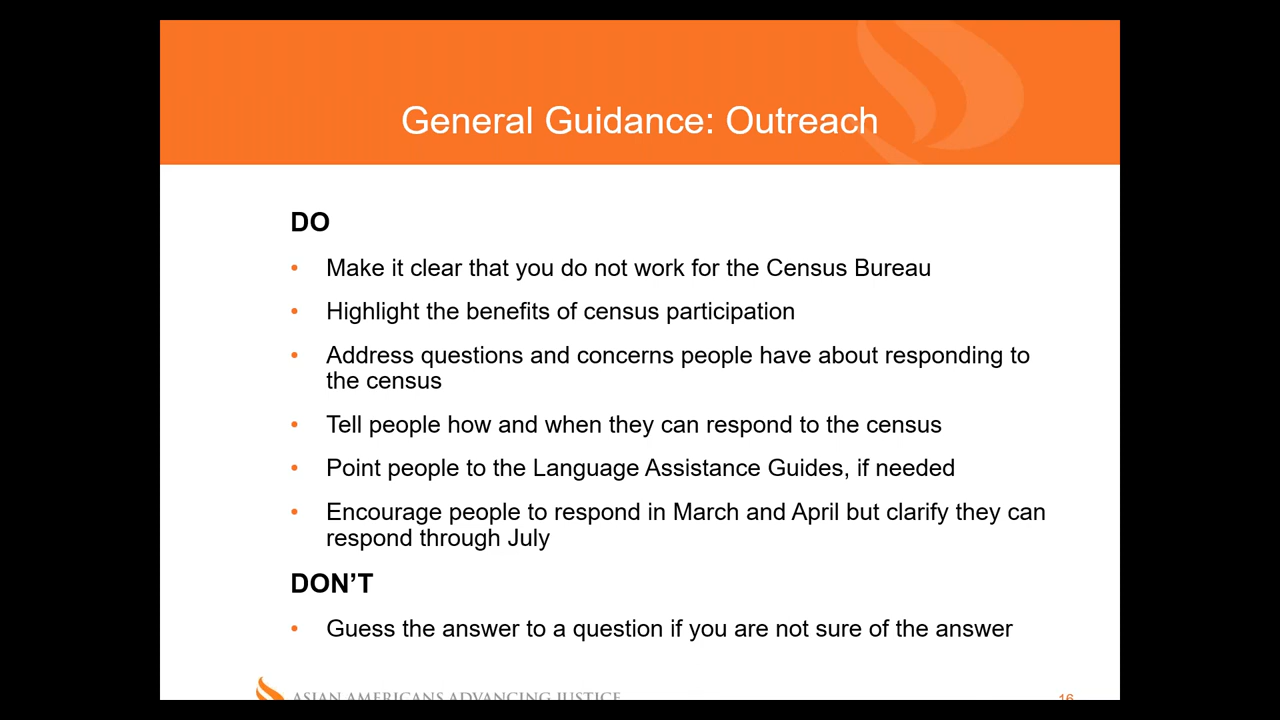 General Guidance: Outreach
DO
• Make it clear that you do not work for the Census Bureau
• Highlight the benefits of census participation
• Address questions and concerns people have about responding to
the census
• Tell people how and when they can respond to the census
• Point people to the Language Assistance Guides, if needed
• Encourage people to respond in March and April but clarify they can
respond through July
DON’T
• Guess the answer to a question if you are not sure of the answer
ASIAN AMERICANS ADVANCING JUSTICE
16